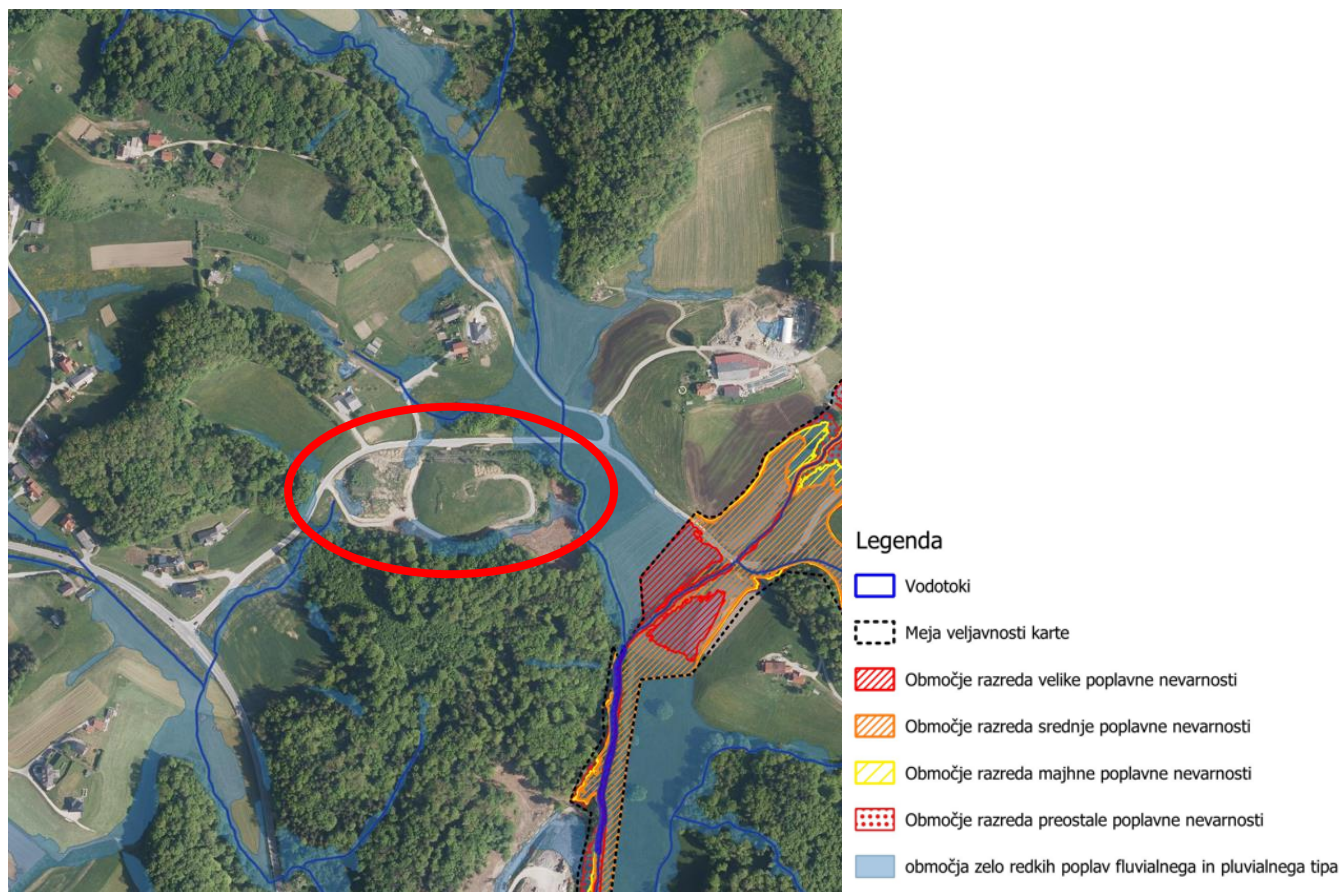 Legenda
Vodotoki
Meja veljavnosti karte
Območje razreda velike poplavne nevarnosti
Območje razreda srednje poplavne nevarnosti
Območje razreda majhne poplavne nevarnosti
Območje razreda preostale poplavne nevarnosti
območja zelo redkih poplav fluvialnega in pluvialnega tipa